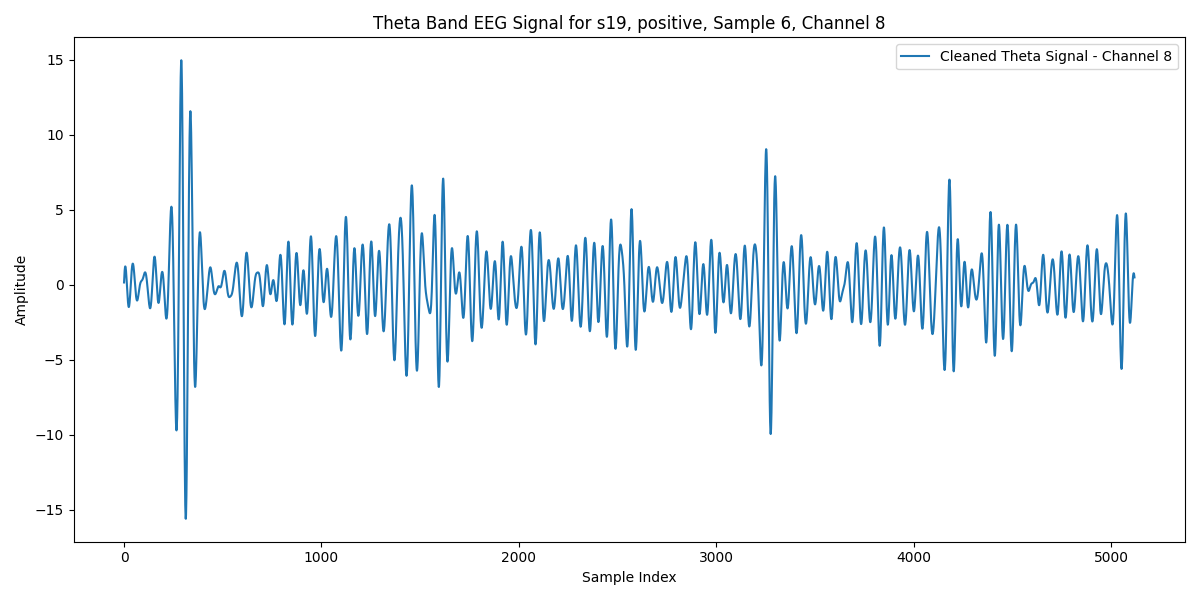 Theta Band EEG Signal for s19, positive, Sample 6, Channel 8
Cleaned Theta Signal - Channel 8
15
10
5
0
−5
−10
−15
Amplitude
0 1000 2000 3000 4000 5000
Sample Index